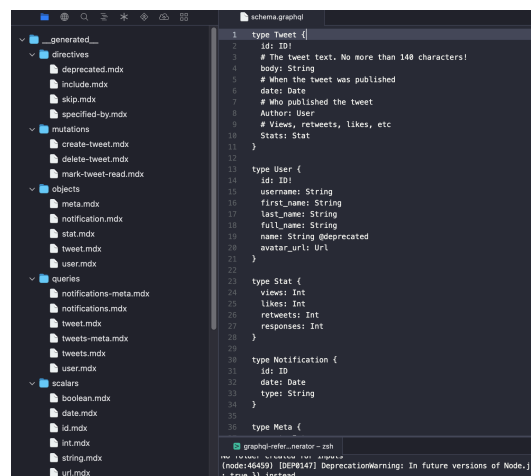 __generated__
directives
deprecated.mdx
include.mdx
skip.mdx
specified-by.mdx
mutations
create-tweet.mdx
delete-tweet.mdx
mark-tweet-read.mdx
objects
meta.mdx
notification.mdx
stat.mdx
tweet.mdx
user.mdx
queries
notifications-meta.mdx
notifications.mdx
tweet.mdx
tweets-meta.mdx
tweets.mdx
user.mdx
scalars
boolean.mdx
date.mdx
id.mdx
int.mdx
string.mdx
url.mdx
schema.graphql
1 type Tweet {
2 id: ID!
3 # The tweet text. No more than 140 characters!
4 body: String
5 # When the tweet was published
6 date: Date
7 # Who published the tweet
8 Author: User
9 # Views, retweets, likes, etc
10 Stats: Stat
11 }
12
13 type User {
14 id: ID!
15 username: String
16 first_name: String
17 last_name: String
18 full_name: String
19 name: String @deprecated
20 avatar_url: Url
21 }
22
23 type Stat {
24 views: Int
25 likes: Int
26 retweets: Int
27 responses: Int
28 }
29
30 type Notification {
31 id: ID
32 date: Date
33 type: String
34 }
35
36 type Meta {
graphql-refer...nerator – zsh
No folder created for inputs
(node:46459) [DEP0147] DeprecationWarning: In future versions of Node.j
: true }) instead